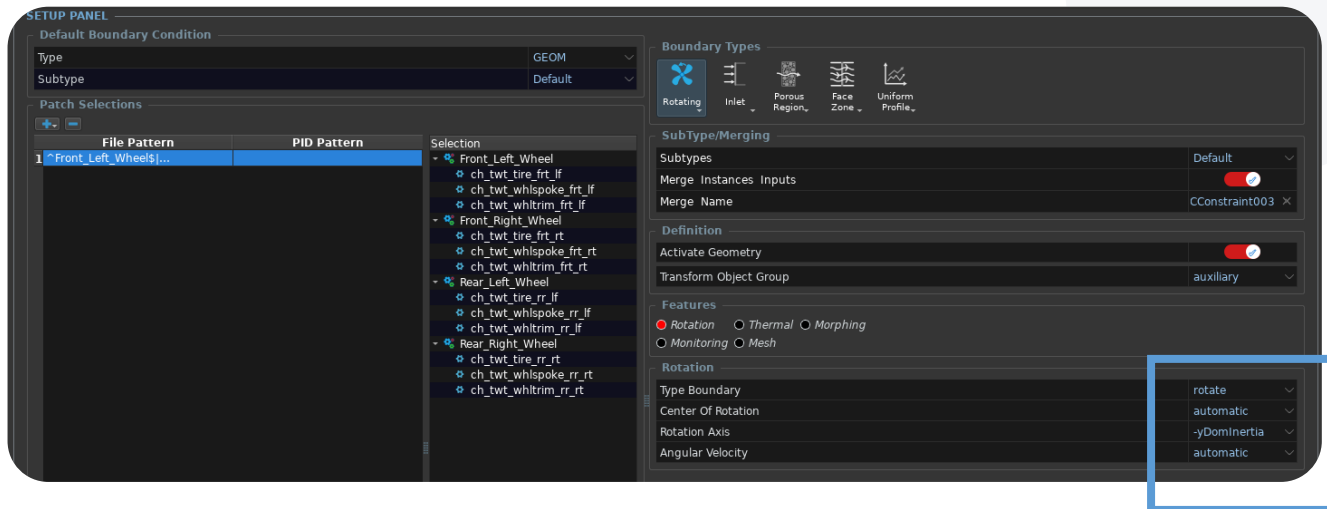 SETUP PANEL
Default Boundary Condition
Type GEOM
Subtype Default
Patch Selections
File Pattern PID Pattern
1 ^Front_Left_Wheel$|...
Selection
Front_Left_Wheel
ch_twt_tire_frt_lf
ch_twt_whlspoke_frt_lf
ch_twt_whltrim_frt_lf
Front_Right_Wheel
ch_twt_tire_frt_rt
ch_twt_whlspoke_frt_rt
ch_twt_whltrim_frt_rt
Rear_Left_Wheel
ch_twt_tire_rr_lf
ch_twt_whlspoke_rr_lf
ch_twt_whltrim_rr_lf
Rear_Right_Wheel
ch_twt_tire_rr_rt
ch_twt_whlspoke_rr_rt
ch_twt_whltrim_rr_rt
Boundary Types
Rotating
Inlet
Porous
Region
Face
Zone
Uniform
Profile
SubType/Merging
Subtypes Default
Merge Instances Inputs
Merge Name CConstraint003
Definition
Activate Geometry
Transform Object Group auxiliary
Features
Rotation Thermal Morphing
Monitoring Mesh
Rotation
Type Boundary rotate
Center Of Rotation automatic
Rotation Axis -yDomInertia
Angular Velocity automatic